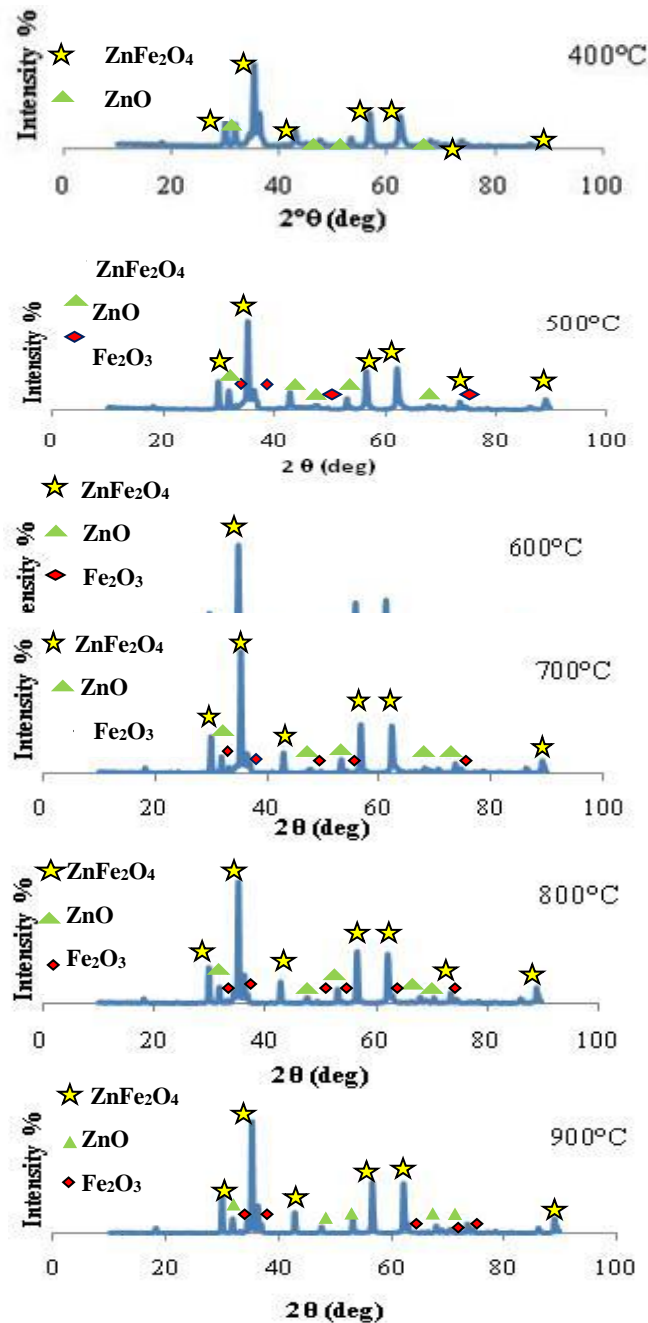 ZnFe₂O₄
400°C
ZnO
Intensity %
0 20 40 60 80 100
2°θ (deg)
ZnFe₂O₄
ZnO
500°C
Fe₂O₃
Intensity %
0 20 40 60 80 100
2 θ (deg)
ZnFe₂O₄
ZnO
600°C
Fe₂O₃
ensity %
ZnFe₂O₄
ZnO
700°C
Fe₂O₃
Intensity %
0 20 40 60 80 100
2θ (deg)
ZnFe₂O₄
800°C
ZnO
Fe₂O₃
Intensity %
0 20 40 60 80 100
2θ (deg)
ZnFe₂O₄
ZnO
900°C
Fe₂O₃
Intensity %
0 20 40 60 80 100
2θ (deg)